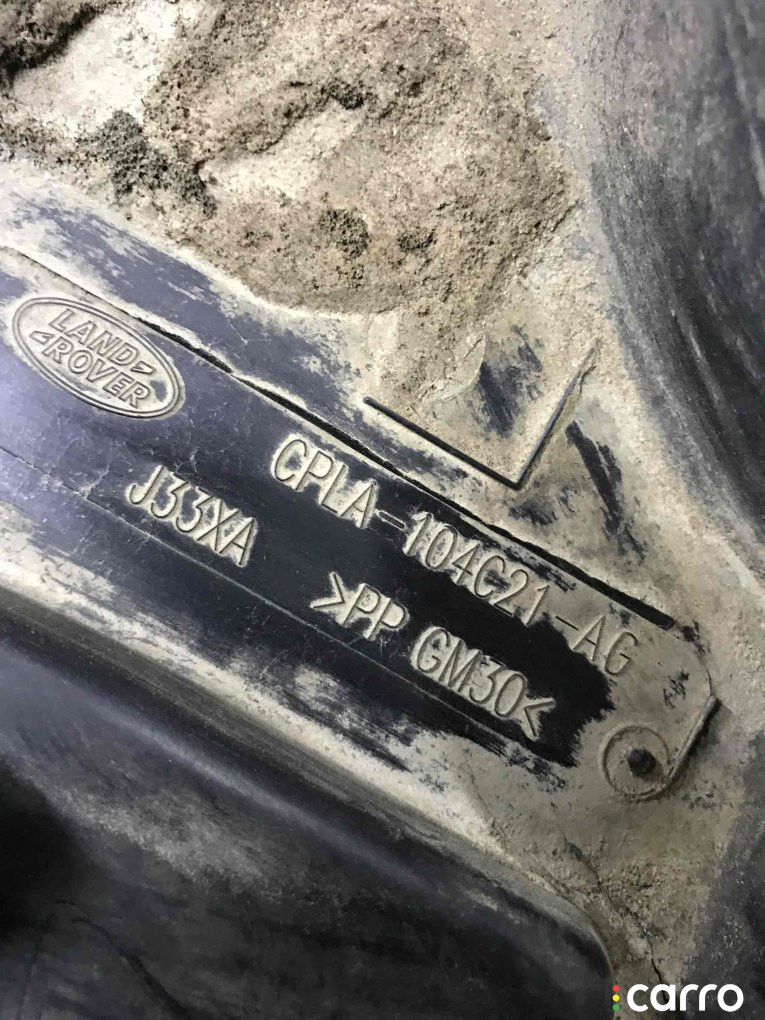 LAND
ROVER
CPLA-104C21-AG
J33XA
>PP GM30<
carro